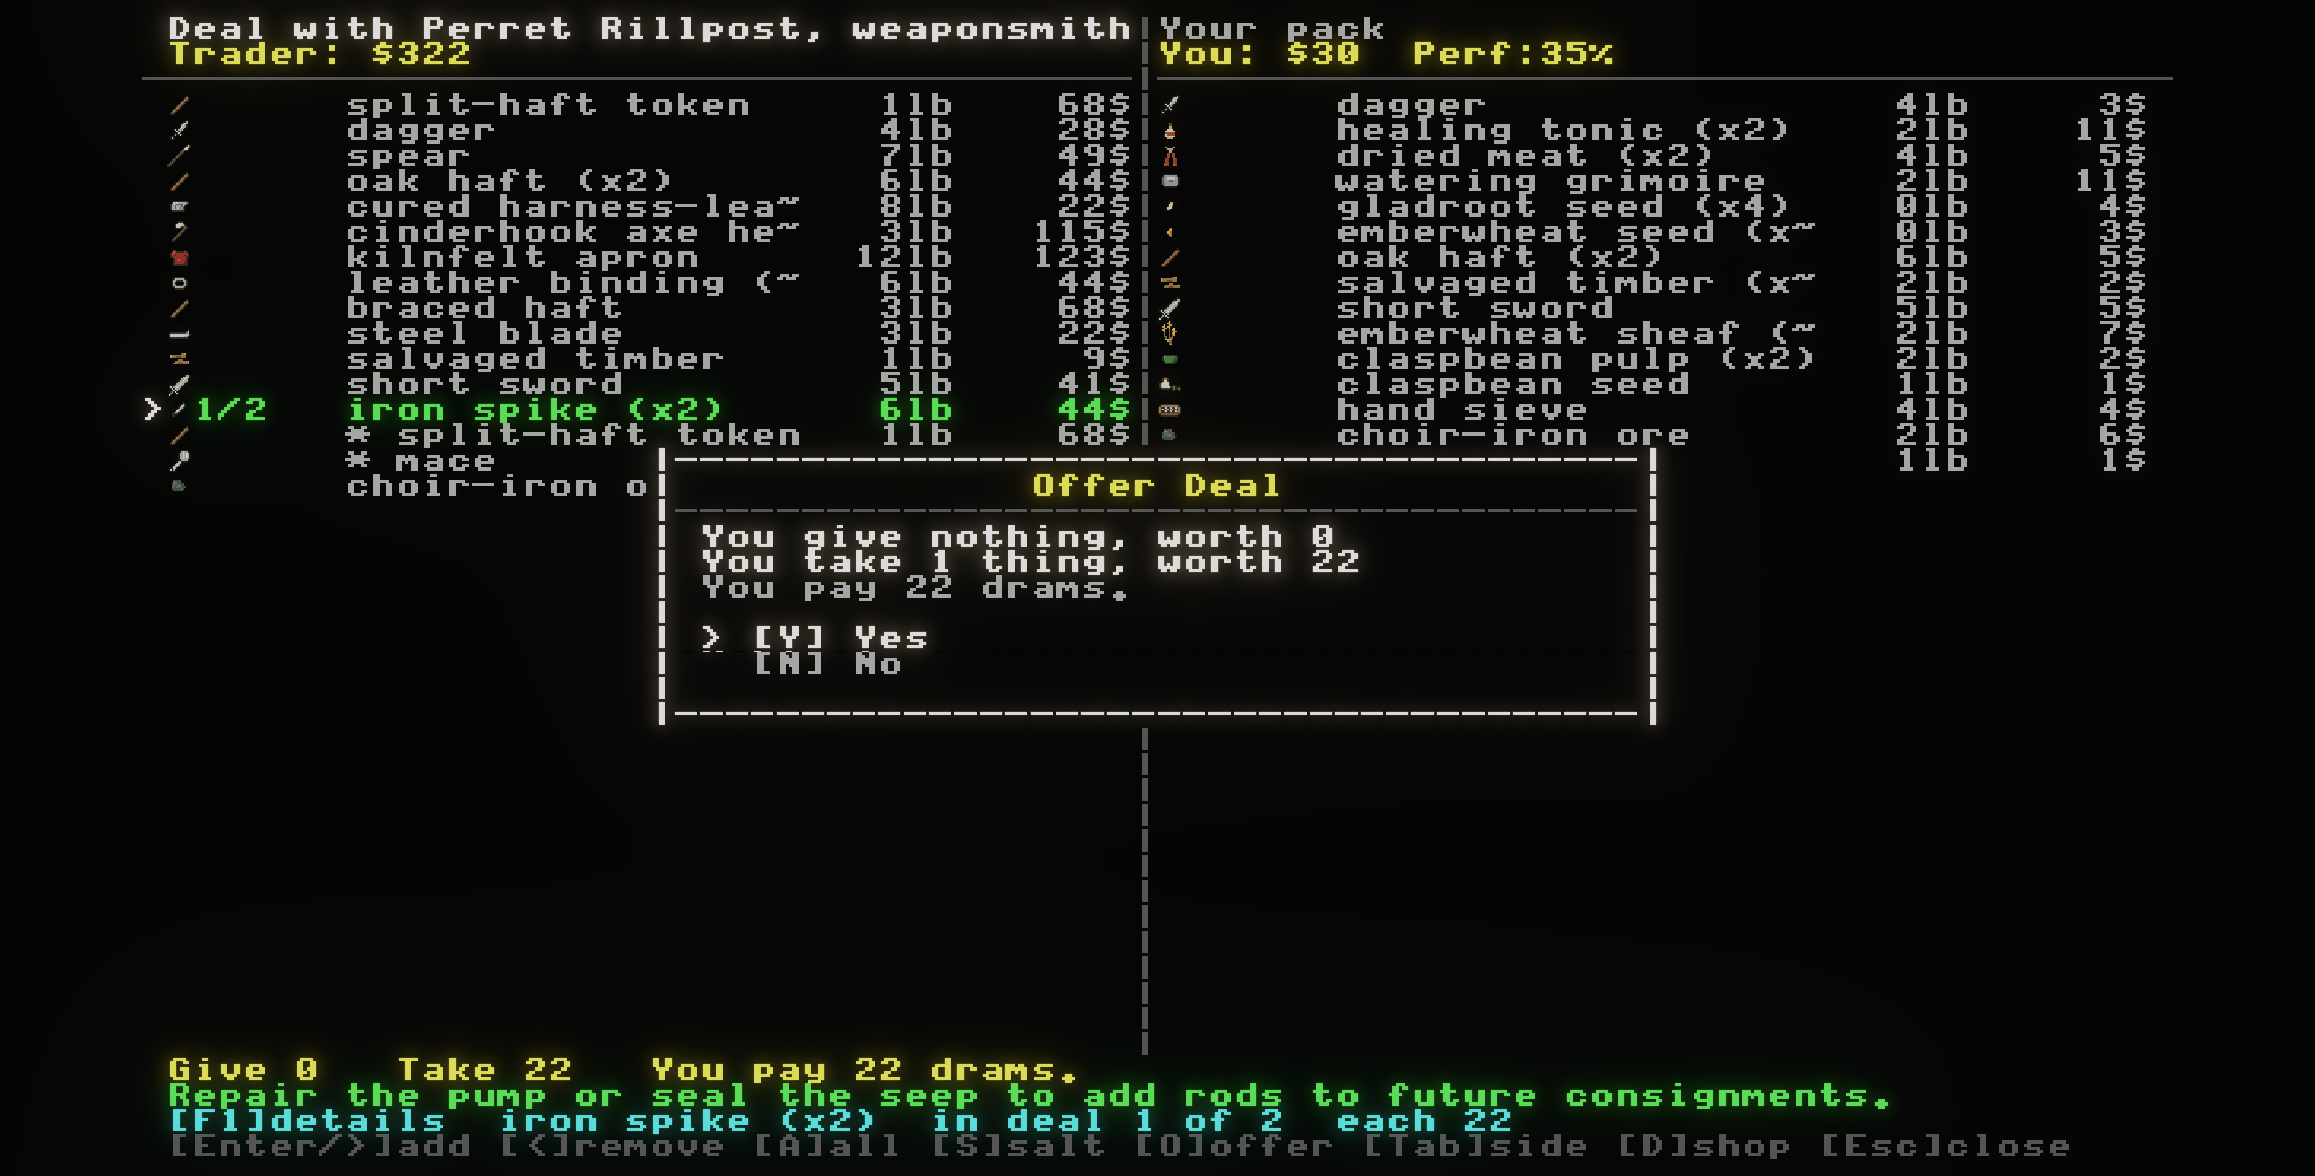 Deal with Perret Rillpost, weaponsmith
Trader: $322
split-haft token 1lb 68$
dagger 4lb 28$
spear 7lb 49$
oak haft (x2) 6lb 44$
cured harness-lea~ 8lb 22$
cinderhook axe he~ 3lb 115$
kilnfelt apron 12lb 123$
leather binding (~ 6lb 44$
braced haft 3lb 68$
steel blade 3lb 22$
salvaged timber 1lb 9$
short sword 5lb 41$
> 1/2 iron spike (x2) 6lb 44$
* split-haft token 1lb 68$
* mace
choir-iron o
Your pack
You: $30 Perf:35%
dagger 4lb 3$
healing tonic (x2) 2lb 11$
dried meat (x2) 4lb 5$
watering grimoire 2lb 11$
gladroot seed (x4) 0lb 4$
emberwheat seed (x~ 0lb 3$
oak haft (x2) 6lb 5$
salvaged timber (x~ 2lb 2$
short sword 5lb 5$
emberwheat sheaf (~ 2lb 7$
claspbean pulp (x2) 2lb 2$
claspbean seed 1lb 1$
hand sieve 4lb 4$
choir-iron ore 2lb 6$
1lb 1$
Offer Deal
You give nothing, worth 0
You take 1 thing, worth 22
You pay 22 drams.
> [Y] Yes
[N] No
Give 0 Take 22 You pay 22 drams.
Repair the pump or seal the seep to add rods to future consignments.
[F1]details iron spike (x2) in deal 1 of 2 each 22
[Enter/>]add [<]remove [A]all [S]salt [O]offer [Tab]side [D]shop [Esc]close